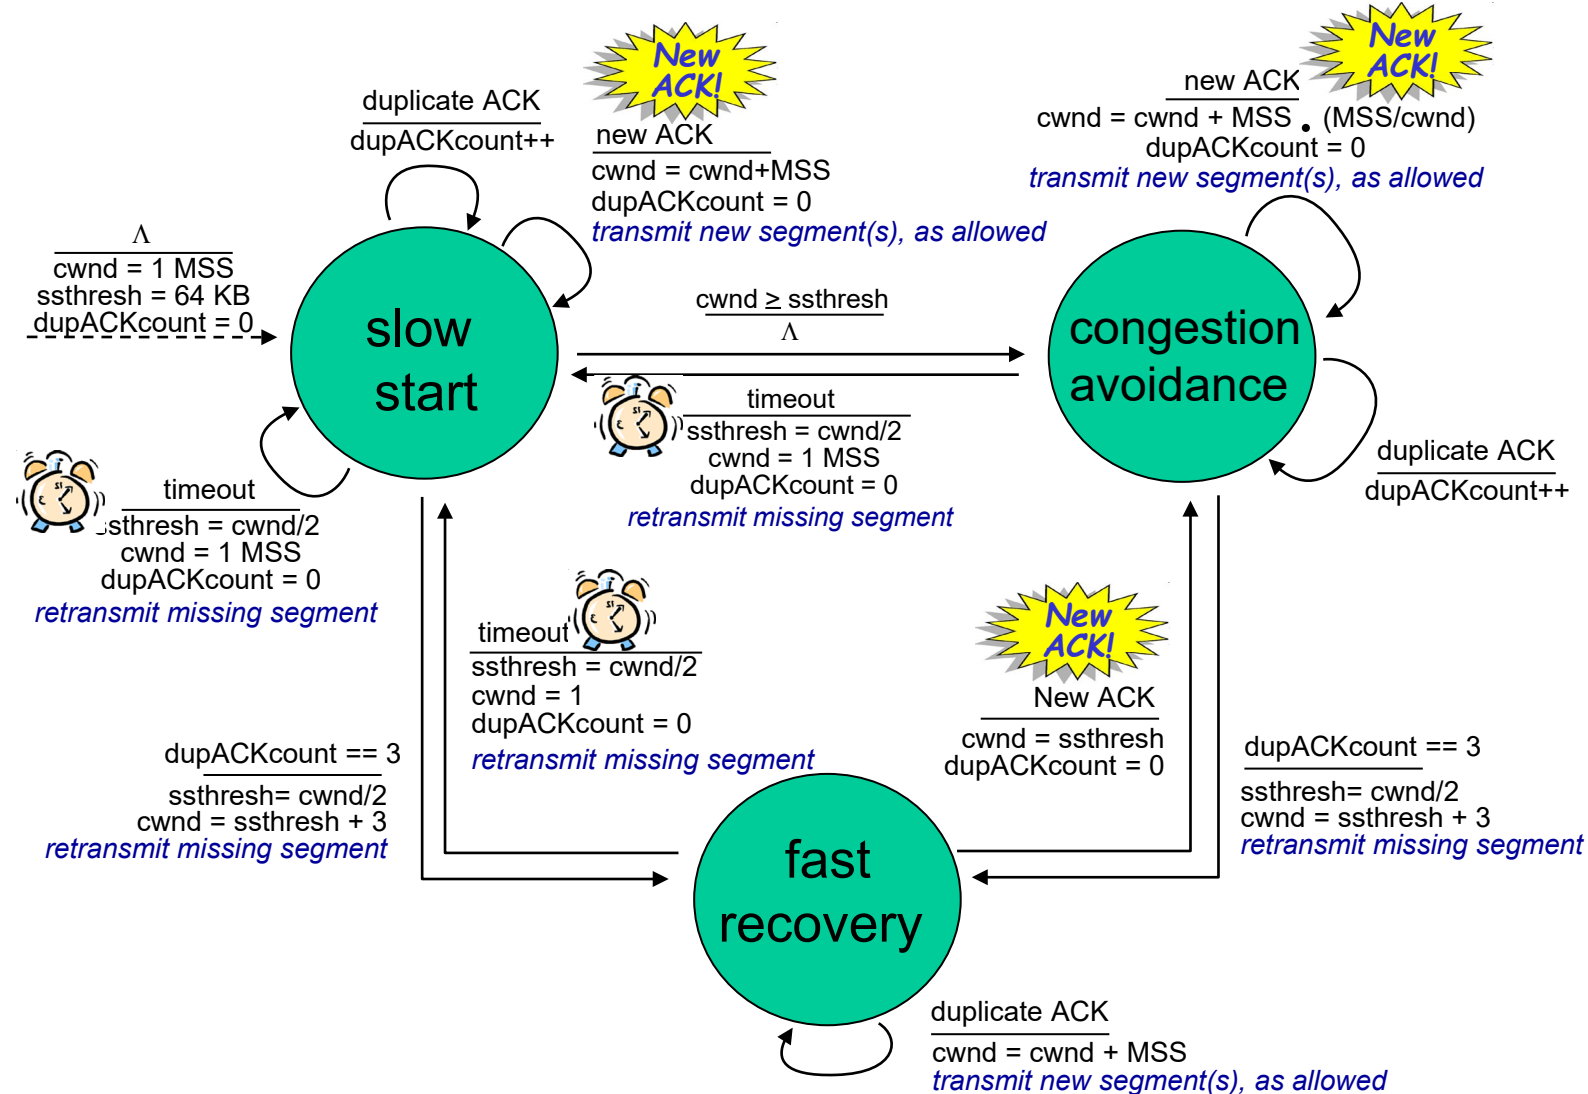 New
ACK!
duplicate ACK
dupACKcount++
new ACK
cwnd = cwnd+MSS
dupACKcount = 0
transmit new segment(s), as allowed
New
ACK!
new ACK
cwnd = cwnd + MSS • (MSS/cwnd)
dupACKcount = 0
transmit new segment(s), as allowed
Λ
cwnd = 1 MSS
ssthresh = 64 KB
dupACKcount = 0
slow
start
cwnd ≥ ssthresh
Λ
timeout
ssthresh = cwnd/2
cwnd = 1 MSS
dupACKcount = 0
retransmit missing segment
congestion
avoidance
duplicate ACK
dupACKcount++
timeout
ssthresh = cwnd/2
cwnd = 1 MSS
dupACKcount = 0
retransmit missing segment
timeout
ssthresh = cwnd/2
cwnd = 1
dupACKcount = 0
retransmit missing segment
New
ACK!
New ACK
cwnd = ssthresh
dupACKcount = 0
dupACKcount == 3
ssthresh= cwnd/2
cwnd = ssthresh + 3
retransmit missing segment
dupACKcount == 3
ssthresh= cwnd/2
cwnd = ssthresh + 3
retransmit missing segment
fast
recovery
duplicate ACK
cwnd = cwnd + MSS
transmit new segment(s), as allowed